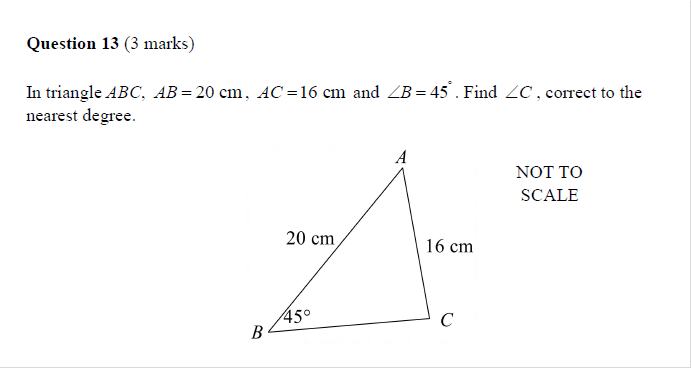 Question 13 (3 marks)
In triangle ABC, AB = 20 cm, AC = 16 cm and ∠B = 45°. Find ∠C, correct to the
nearest degree.
A
NOT TO
SCALE
20 cm
16 cm
45°
C
B